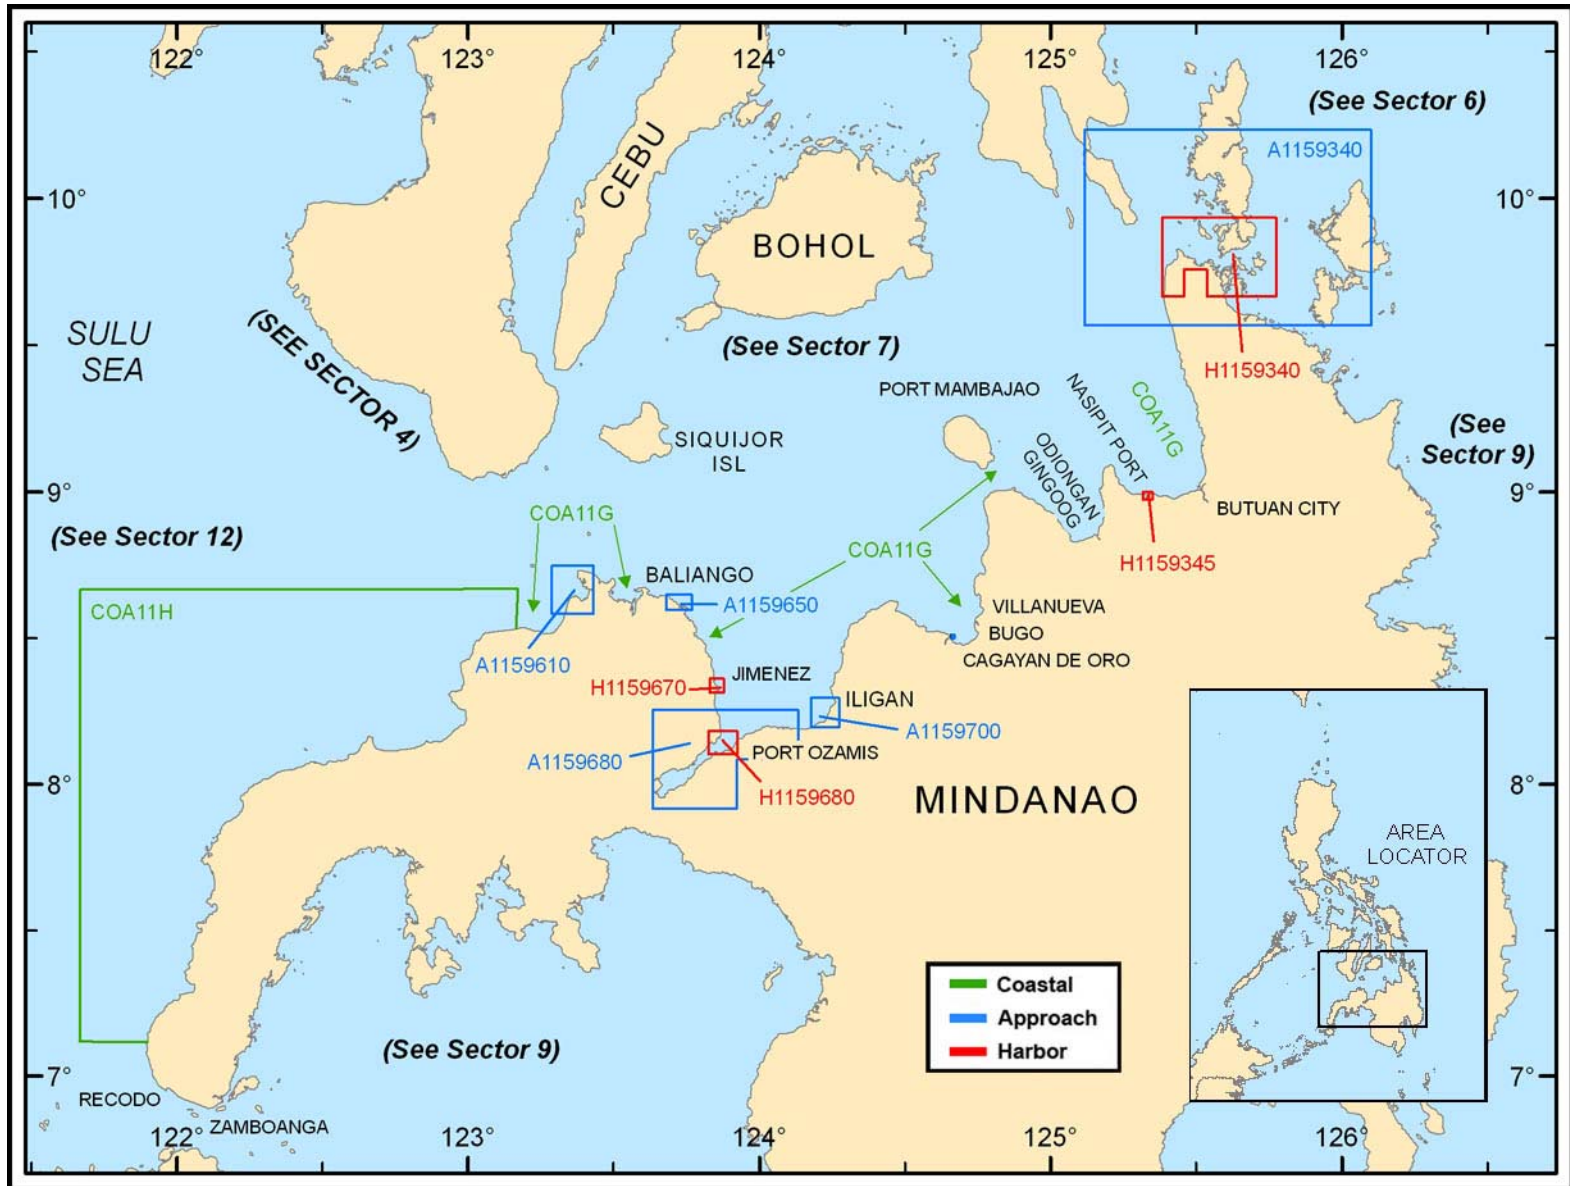 122°
123°
124°
125°
126°
(See Sector 6)
A1159340
CEBU
10°
10°
BOHOL
SULU
SEA
(SEE SECTOR 4)
(See Sector 7)
H1159340
PORT MAMBAJAO
NASIPIT PORT
COA11G
SIQUIJOR
ISL
ODIONGAN
GINGOOG
(See
Sector 9)
9°
9°
BUTUAN CITY
COA11G
(See Sector 12)
COA11G
H1159345
BALIANGO
COA11H
A1159650
VILLANUEVA
BUGO
CAGAYAN DE ORO
A1159610
JIMENEZ
H1159670
ILIGAN
A1159700
PORT OZAMIS
A1159680
8°
8°
H1159680
MINDANAO
AREA
LOCATOR
Coastal
Approach
Harbor
(See Sector 9)
7°
7°
RECODO
ZAMBOANGA
122°
123°
124°
125°
126°